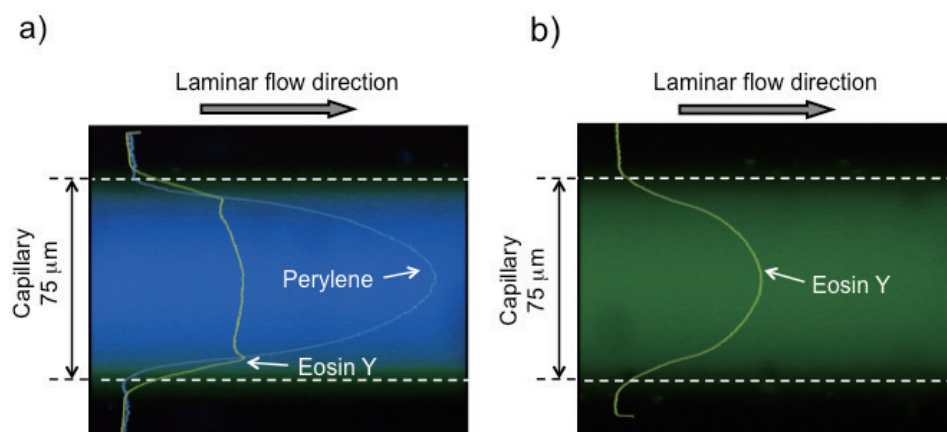 a)
Laminar flow direction
Capillary
75 μm
Perylene
Eosin Y
b)
Laminar flow direction
Capillary
75 μm
Eosin Y